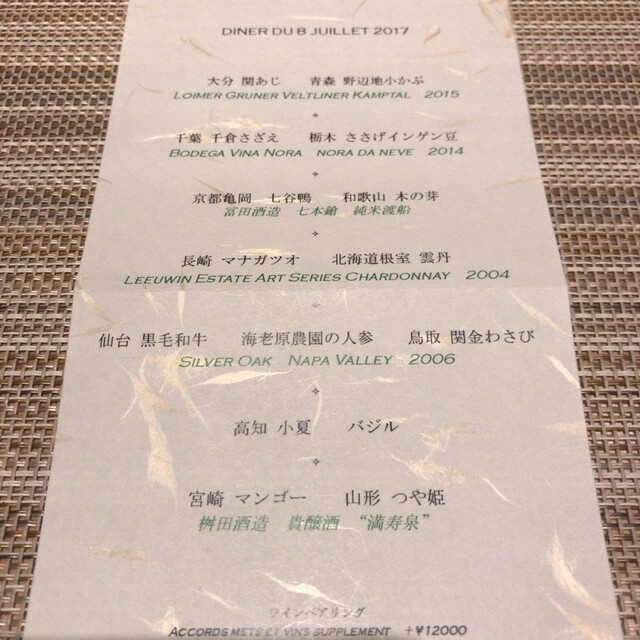 DINER DU 8 JUILLET 2017
大分 関あじ　青森 野辺地小かぶ
LOIMER GRUNER VELTLINER KAMPTAL 2015
千葉 千倉さざえ　栃木 ささげインゲン豆
BODEGA VINA NORA NORA DA NEVE 2014
京都亀岡 七谷鴨　和歌山 木の芽
冨田酒造 七本鎗 純米渡船
長崎 マナガツオ　北海道根室 雲丹
LEEUWIN ESTATE ART SERIES CHARDONNAY 2004
仙台 黒毛和牛　海老原農園の人参　鳥取 関金わさび
SILVER OAK NAPA VALLEY 2006
高知 小夏　バジル
宮崎 マンゴー　山形 つや姫
桝田酒造 貴醸酒 “満寿泉”
ワインペアリング
ACCORDS METS ET VINS SUPPLEMENT +¥12000